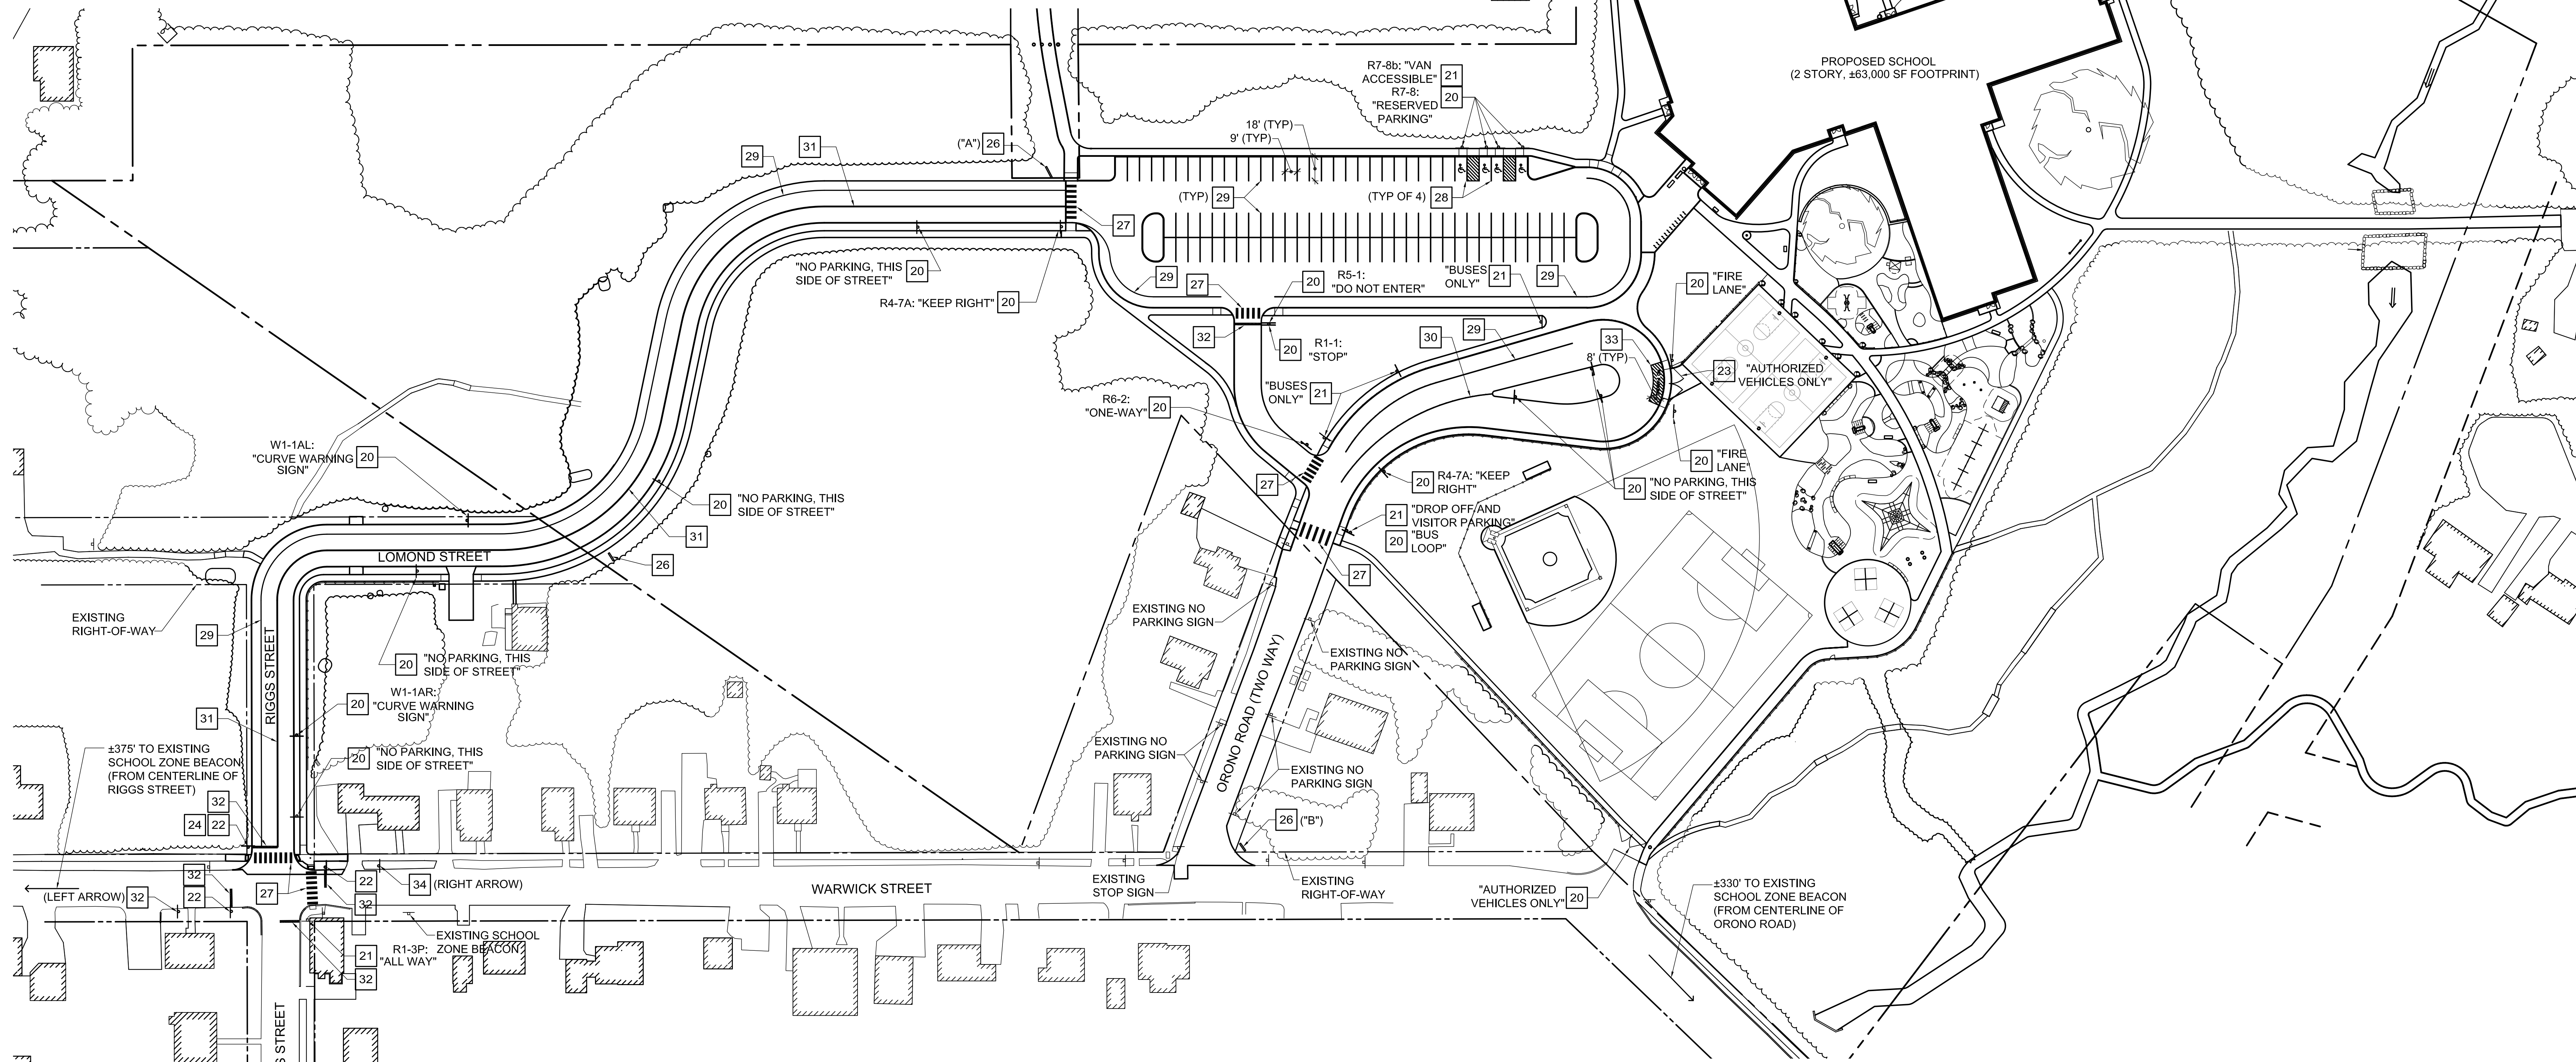 PROPOSED SCHOOL
(2 STORY, ±63,000 SF FOOTPRINT)
R7-8b: "VAN
ACCESSIBLE" 21
R7-8:
"RESERVED 20
PARKING"
18' (TYP)
9' (TYP)
("A") 26
31
29
(TYP) 29
(TYP OF 4) 28
27
"NO PARKING, THIS
SIDE OF STREET" 20
R4-7A: "KEEP RIGHT" 20
29
27
20 R5-1:
"DO NOT ENTER"
"BUSES
ONLY" 21
29
20 "FIRE
LANE"
32
20 R1-1:
"STOP"
30
29
33
8' (TYP)
23 "AUTHORIZED
VEHICLES ONLY"
"BUSES
ONLY" 21
R6-2:
"ONE-WAY" 20
W1-1AL:
"CURVE WARNING
SIGN" 20
27
20 R4-7A: "KEEP
RIGHT"
20 "FIRE
LANE"
20 "NO PARKING, THIS
SIDE OF STREET"
20 "NO PARKING, THIS
SIDE OF STREET"
31
21 "DROP OFF AND
VISITOR PARKING"
20 "BUS
LOOP"
LOMOND STREET
26
27
EXISTING
RIGHT-OF-WAY
29
RIGGS STREET
20 "NO PARKING, THIS
SIDE OF STREET"
EXISTING NO
PARKING SIGN
EXISTING NO
PARKING SIGN
ORONO ROAD (TWO WAY)
W1-1AR:
20 "CURVE WARNING
SIGN"
31
20 "NO PARKING, THIS
SIDE OF STREET"
±375' TO EXISTING
SCHOOL ZONE BEACON
(FROM CENTERLINE OF
RIGGS STREET)
EXISTING NO
PARKING SIGN
EXISTING NO
PARKING SIGN
32
24 22
26 ("B")
32
22
34 (RIGHT ARROW)
WARWICK STREET
EXISTING
STOP SIGN
EXISTING
RIGHT-OF-WAY
"AUTHORIZED
VEHICLES ONLY" 20
±330' TO EXISTING
SCHOOL ZONE BEACON
(FROM CENTERLINE OF
ORONO ROAD)
(LEFT ARROW) 32
22
27
32
EXISTING SCHOOL
ZONE BEACON
R1-3P:
21 "ALL WAY"
32
S STREET